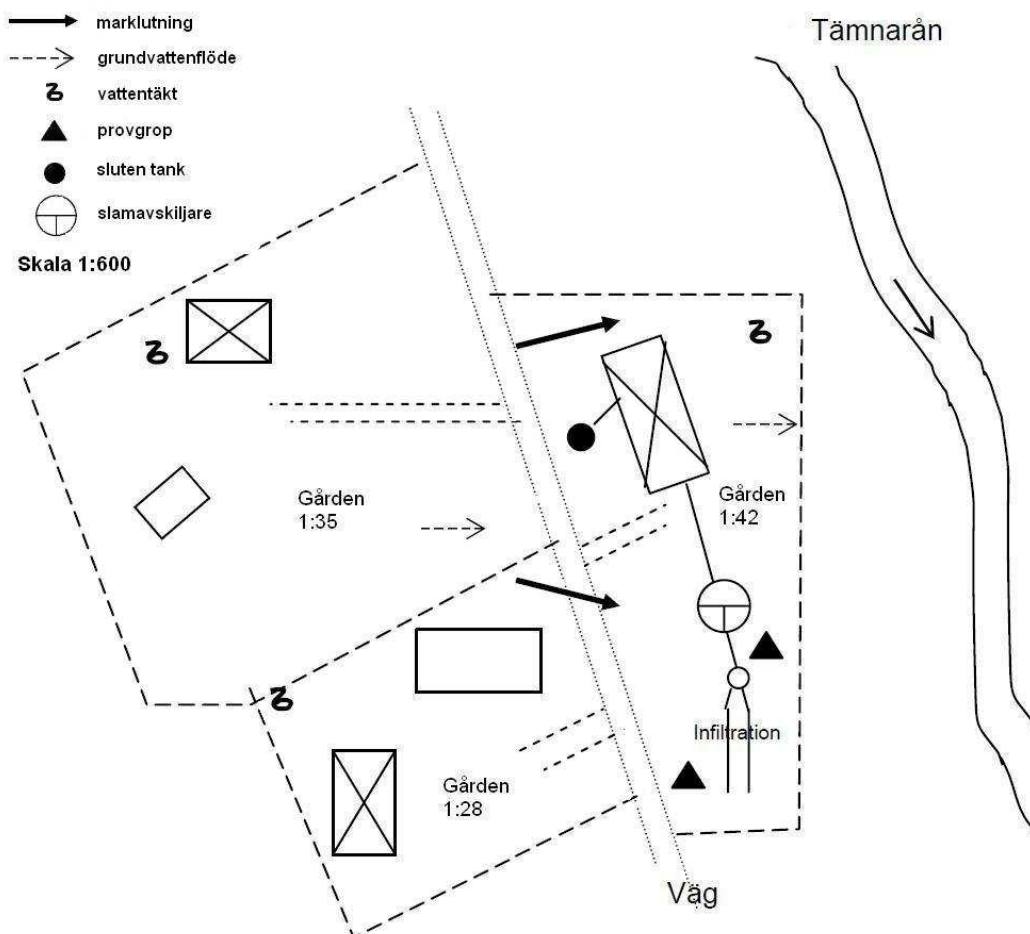 marklutning
grundvattenflöde
vattentäkt
provgrop
sluten tank
slamavskiljare
Skala 1:600
Tämnarån
Gården
1:35
Gården
1:42
Infiltration
Gården
1:28
Väg